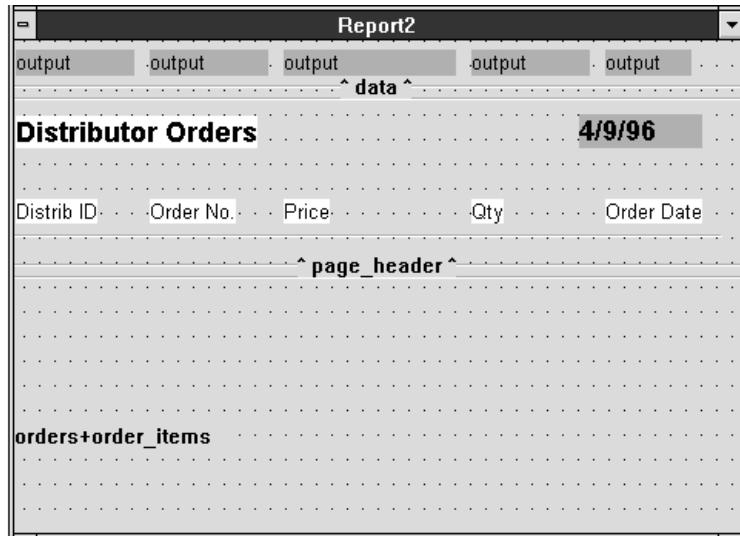 Report2
output output output output output
^ data ^
Distributor Orders 4/9/96
Distrib ID Order No. Price Qty Order Date
^ page_header ^
orders+order_items